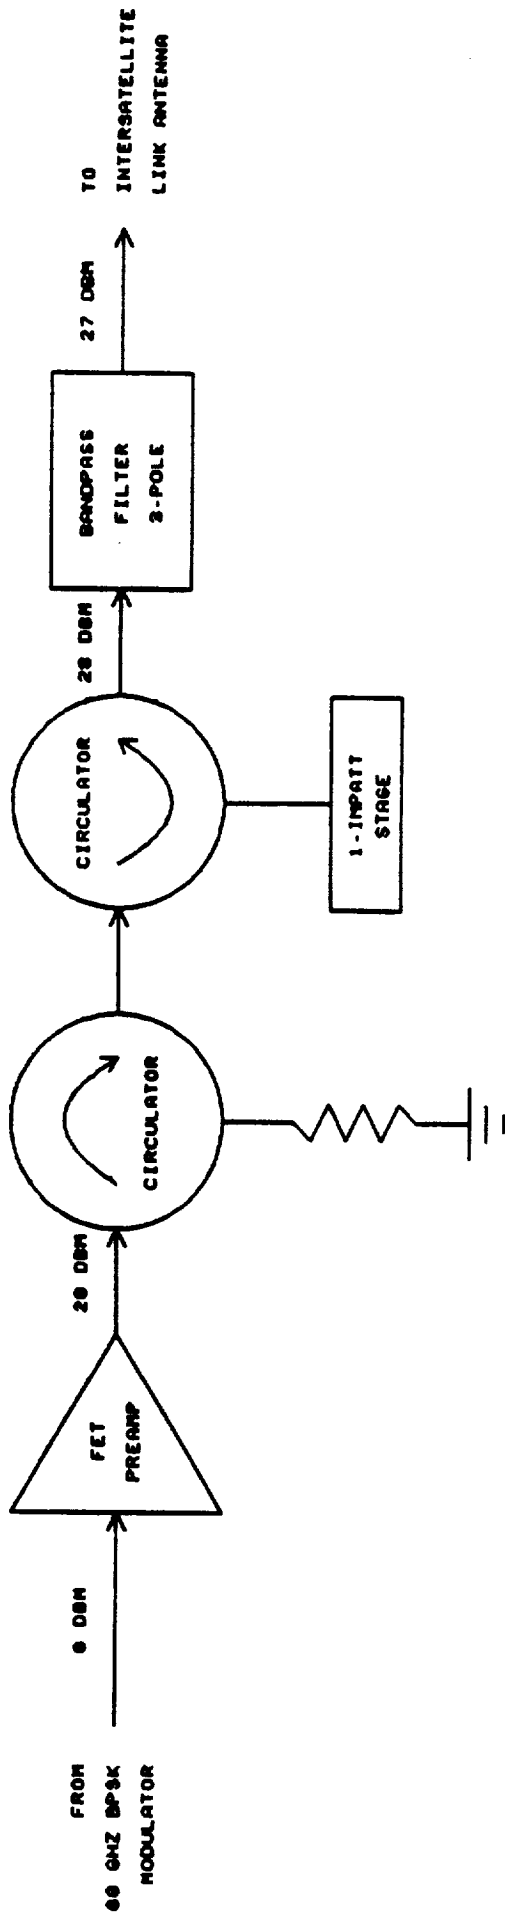 FROM
60 GHZ BPSK
MODULATOR
0 DBM
FET
PREAMP
20 DBM
CIRCULATOR
CIRCULATOR
1-IMPATT
STAGE
28 DBM
BANDPASS
FILTER
2-POLE
27 DBM
TO
INTERSATELLITE
LINK ANTENNA